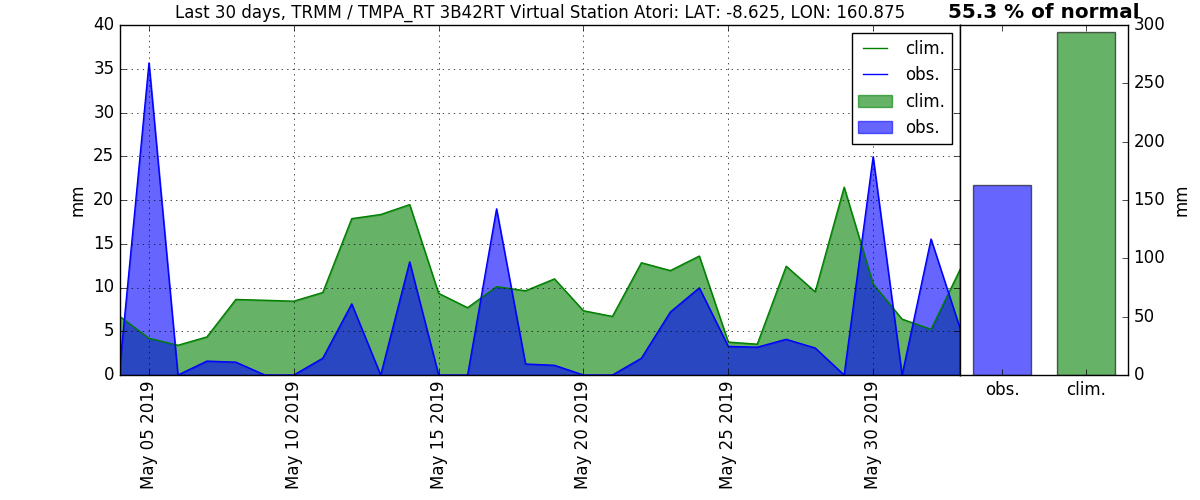 Last 30 days, TRMM / TMPA_RT 3B42RT Virtual Station Atori: LAT: -8.625, LON: 160.875
55.3 % of normal
40
35
30
25
20
15
10
5
0
mm
clim.
obs.
clim.
obs.
300
250
200
150
100
50
0
mm
May 05 2019
May 10 2019
May 15 2019
May 20 2019
May 25 2019
May 30 2019
obs.
clim.